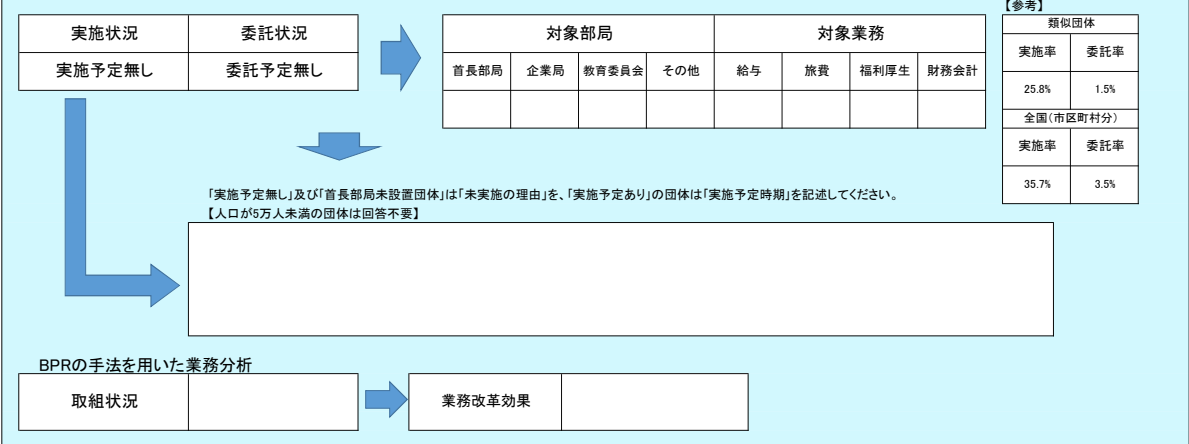 【参考】
実施状況 委託状況
実施予定無し 委託予定無し
対象部局 対象業務
首長部局 企業局 教育委員会 その他 給与 旅費 福利厚生 財務会計
類似団体
実施率 委託率
25.8% 1.5%
全国(市区町村分)
実施率 委託率
35.7% 3.5%
「実施予定無し」及び「首長部局未設置団体」は「未実施の理由」を、「実施予定あり」の団体は「実施予定時期」を記述してください。
【人口が5万人未満の団体は回答不要】
BPRの手法を用いた業務分析
取組状況 業務改革効果